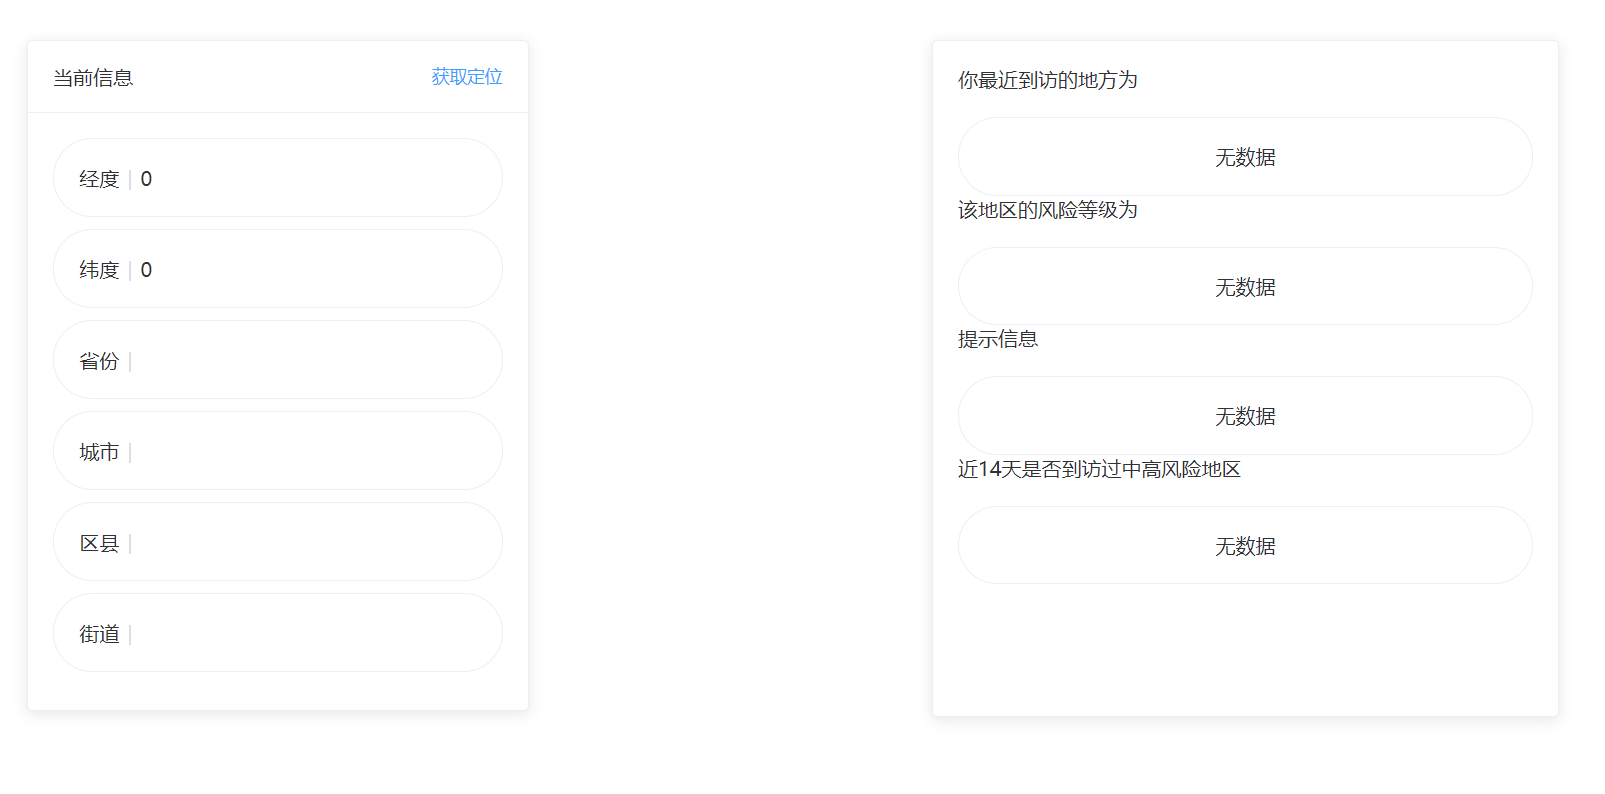 当前信息 获取定位
经度 | 0
纬度 | 0
省份 |
城市 |
区县 |
街道 |
你最近到访的地方为
无数据
该地区的风险等级为
无数据
提示信息
无数据
近14天是否到访过中高风险地区
无数据